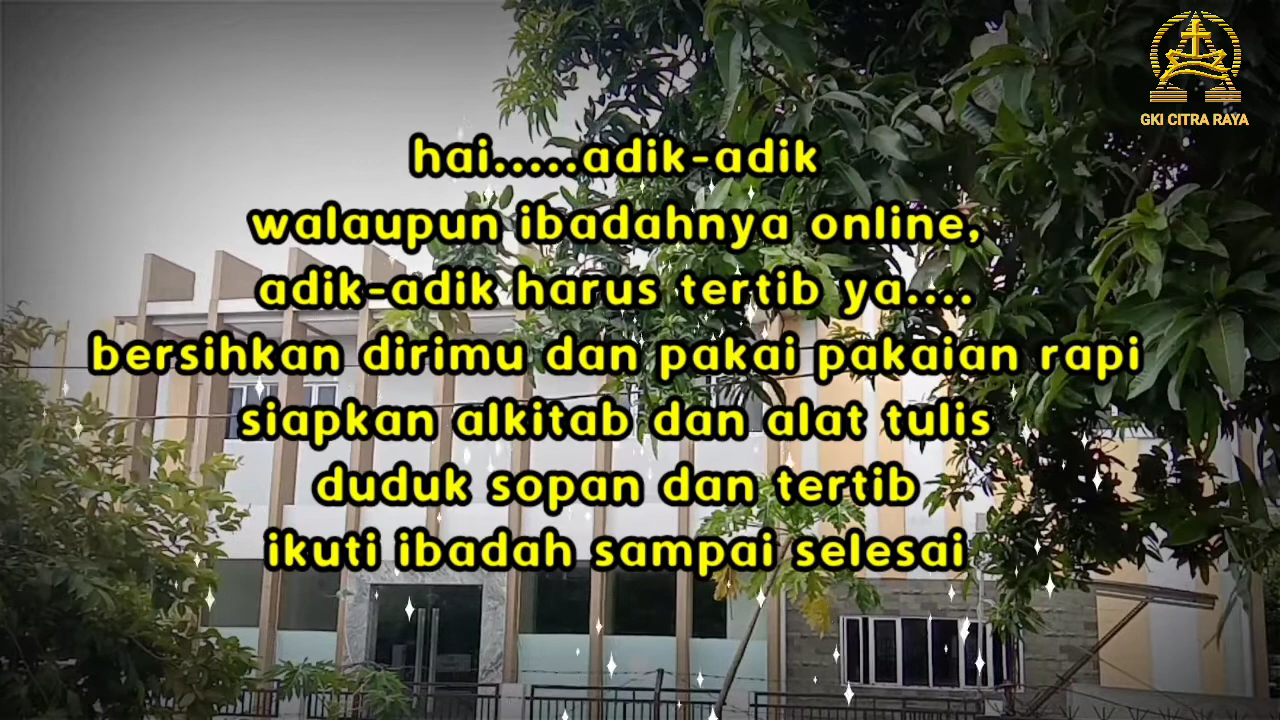 GKI CITRA RAYA
hai.....adik-adik
walaupun ibadahnya online,
adik-adik harus tertib ya....
bersihkan dirimu dan pakai pakaian rapi
siapkan alkitab dan alat tulis
duduk sopan dan tertib
ikuti ibadah sampai selesai